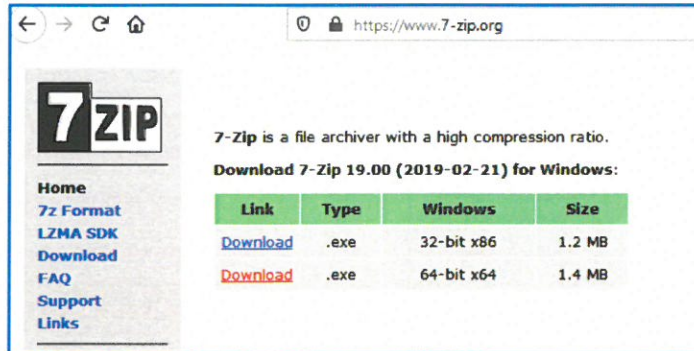 https://www.7-zip.org
7ZIP
7-Zip is a file archiver with a high compression ratio.
Download 7-Zip 19.00 (2019-02-21) for Windows:
Link Type Windows Size
Download .exe 32-bit x86 1.2 MB
Download .exe 64-bit x64 1.4 MB
Home
7z Format
LZMA SDK
Download
FAQ
Support
Links